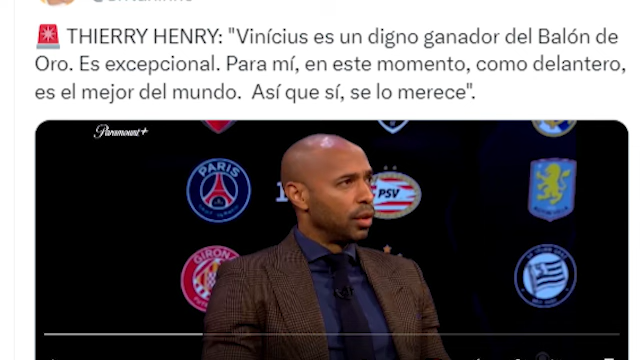 🚨 THIERRY HENRY: "Vinícius es un digno ganador del Balón de
Oro. Es excepcional. Para mí, en este momento, como delantero,
es el mejor del mundo.  Así que sí, se lo merece".
Paramount+
PARIS
PSV
GIRONA